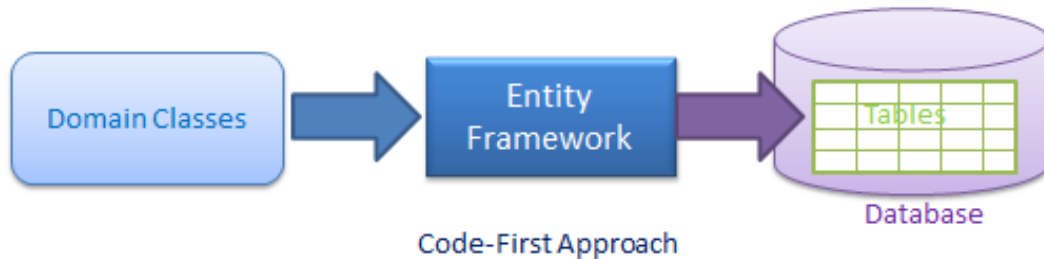 Domain Classes
Entity
Framework
Tables
Database
Code-First Approach